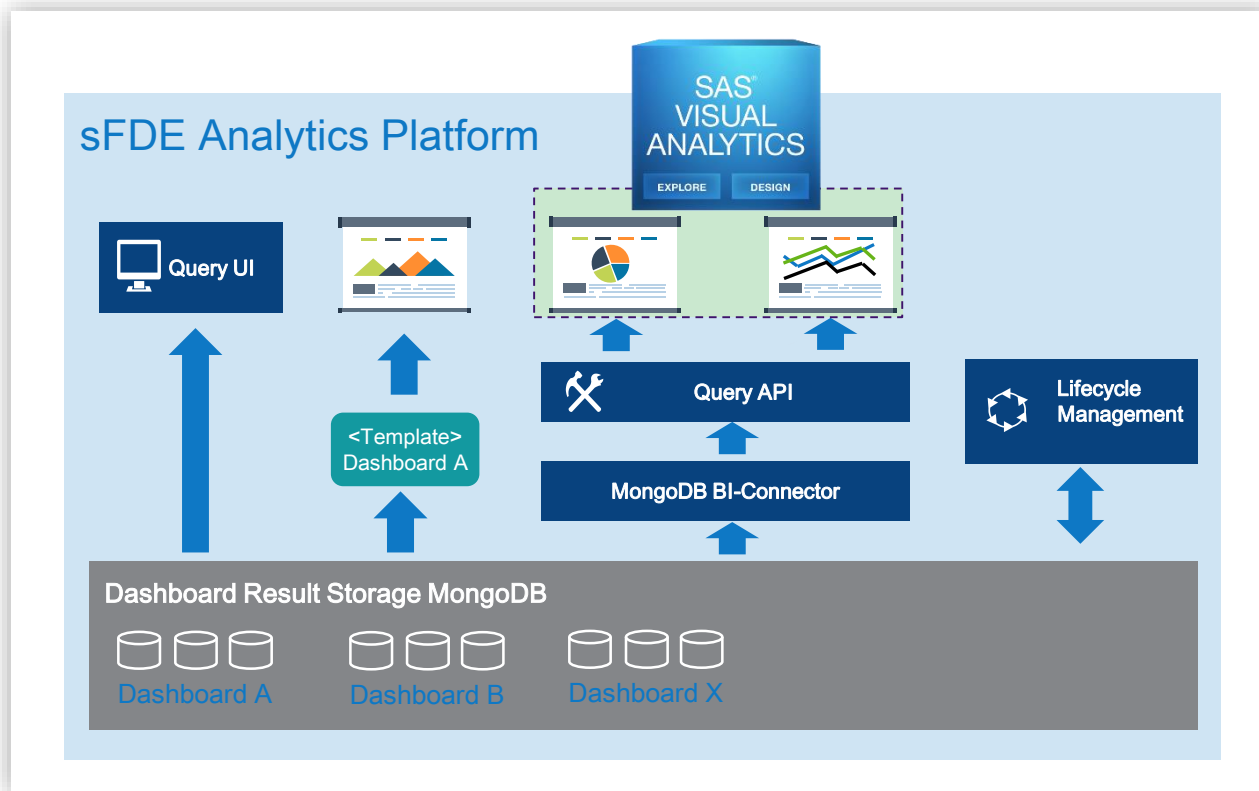 SAS®
VISUAL
ANALYTICS
EXPLORE DESIGN
sFDE Analytics Platform
Query UI
Query API
Lifecycle
Management
<Template>
Dashboard A
MongoDB BI-Connector
Dashboard Result Storage MongoDB
Dashboard A Dashboard B Dashboard X